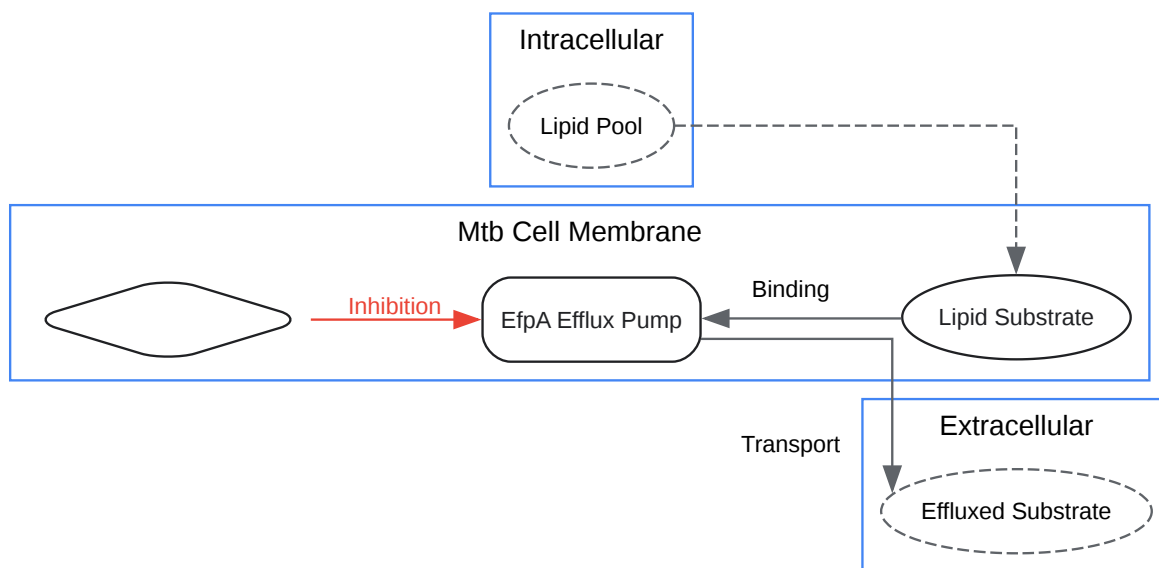 Intracellular
Lipid Pool
Mtb Cell Membrane
Inhibition
EfpA Efflux Pump
Binding
Lipid Substrate
Transport
Extracellular
Effluxed Substrate